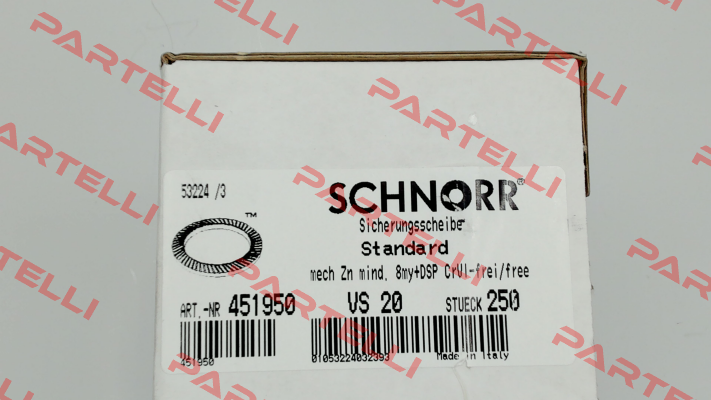 53224 /3
SCHNORR®
Sicherungsscheibe
Standard
mech Zn mind. 8my+DSP CrVI-frei/free
™
ART.-NR 451950 VS 20 STUECK 250
451950 01053224032393 Made in Italy
PARTELLI
PARTELLI
PARTELLI
PARTELLI
PARTELLI
PARTELLI
PARTELLI
PARTELLI